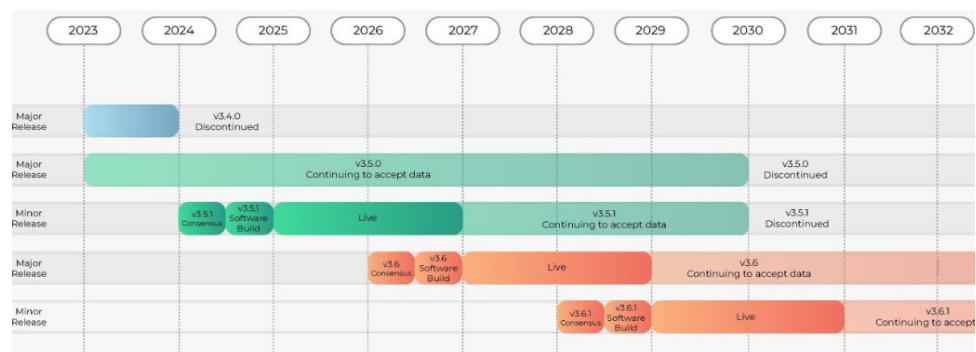 2023 2024 2025 2026 2027 2028 2029 2030 2031 2032
Major
Release
v3.4.0
Discontinued
Major
Release
v3.5.0
Continuing to accept data
v3.5.0
Discontinued
Minor
Release
v3.5.1
Consensus
v3.5.1
Software
Build
Live
v3.5.1
Continuing to accept data
v3.5.1
Discontinued
Major
Release
v3.6
Consensus
v3.6
Software
Build
Live
v3.6
Continuing to accept data
Minor
Release
v3.6.1
Consensus
v3.6.1
Software
Build
Live
v3.6.1
Continuing to accept